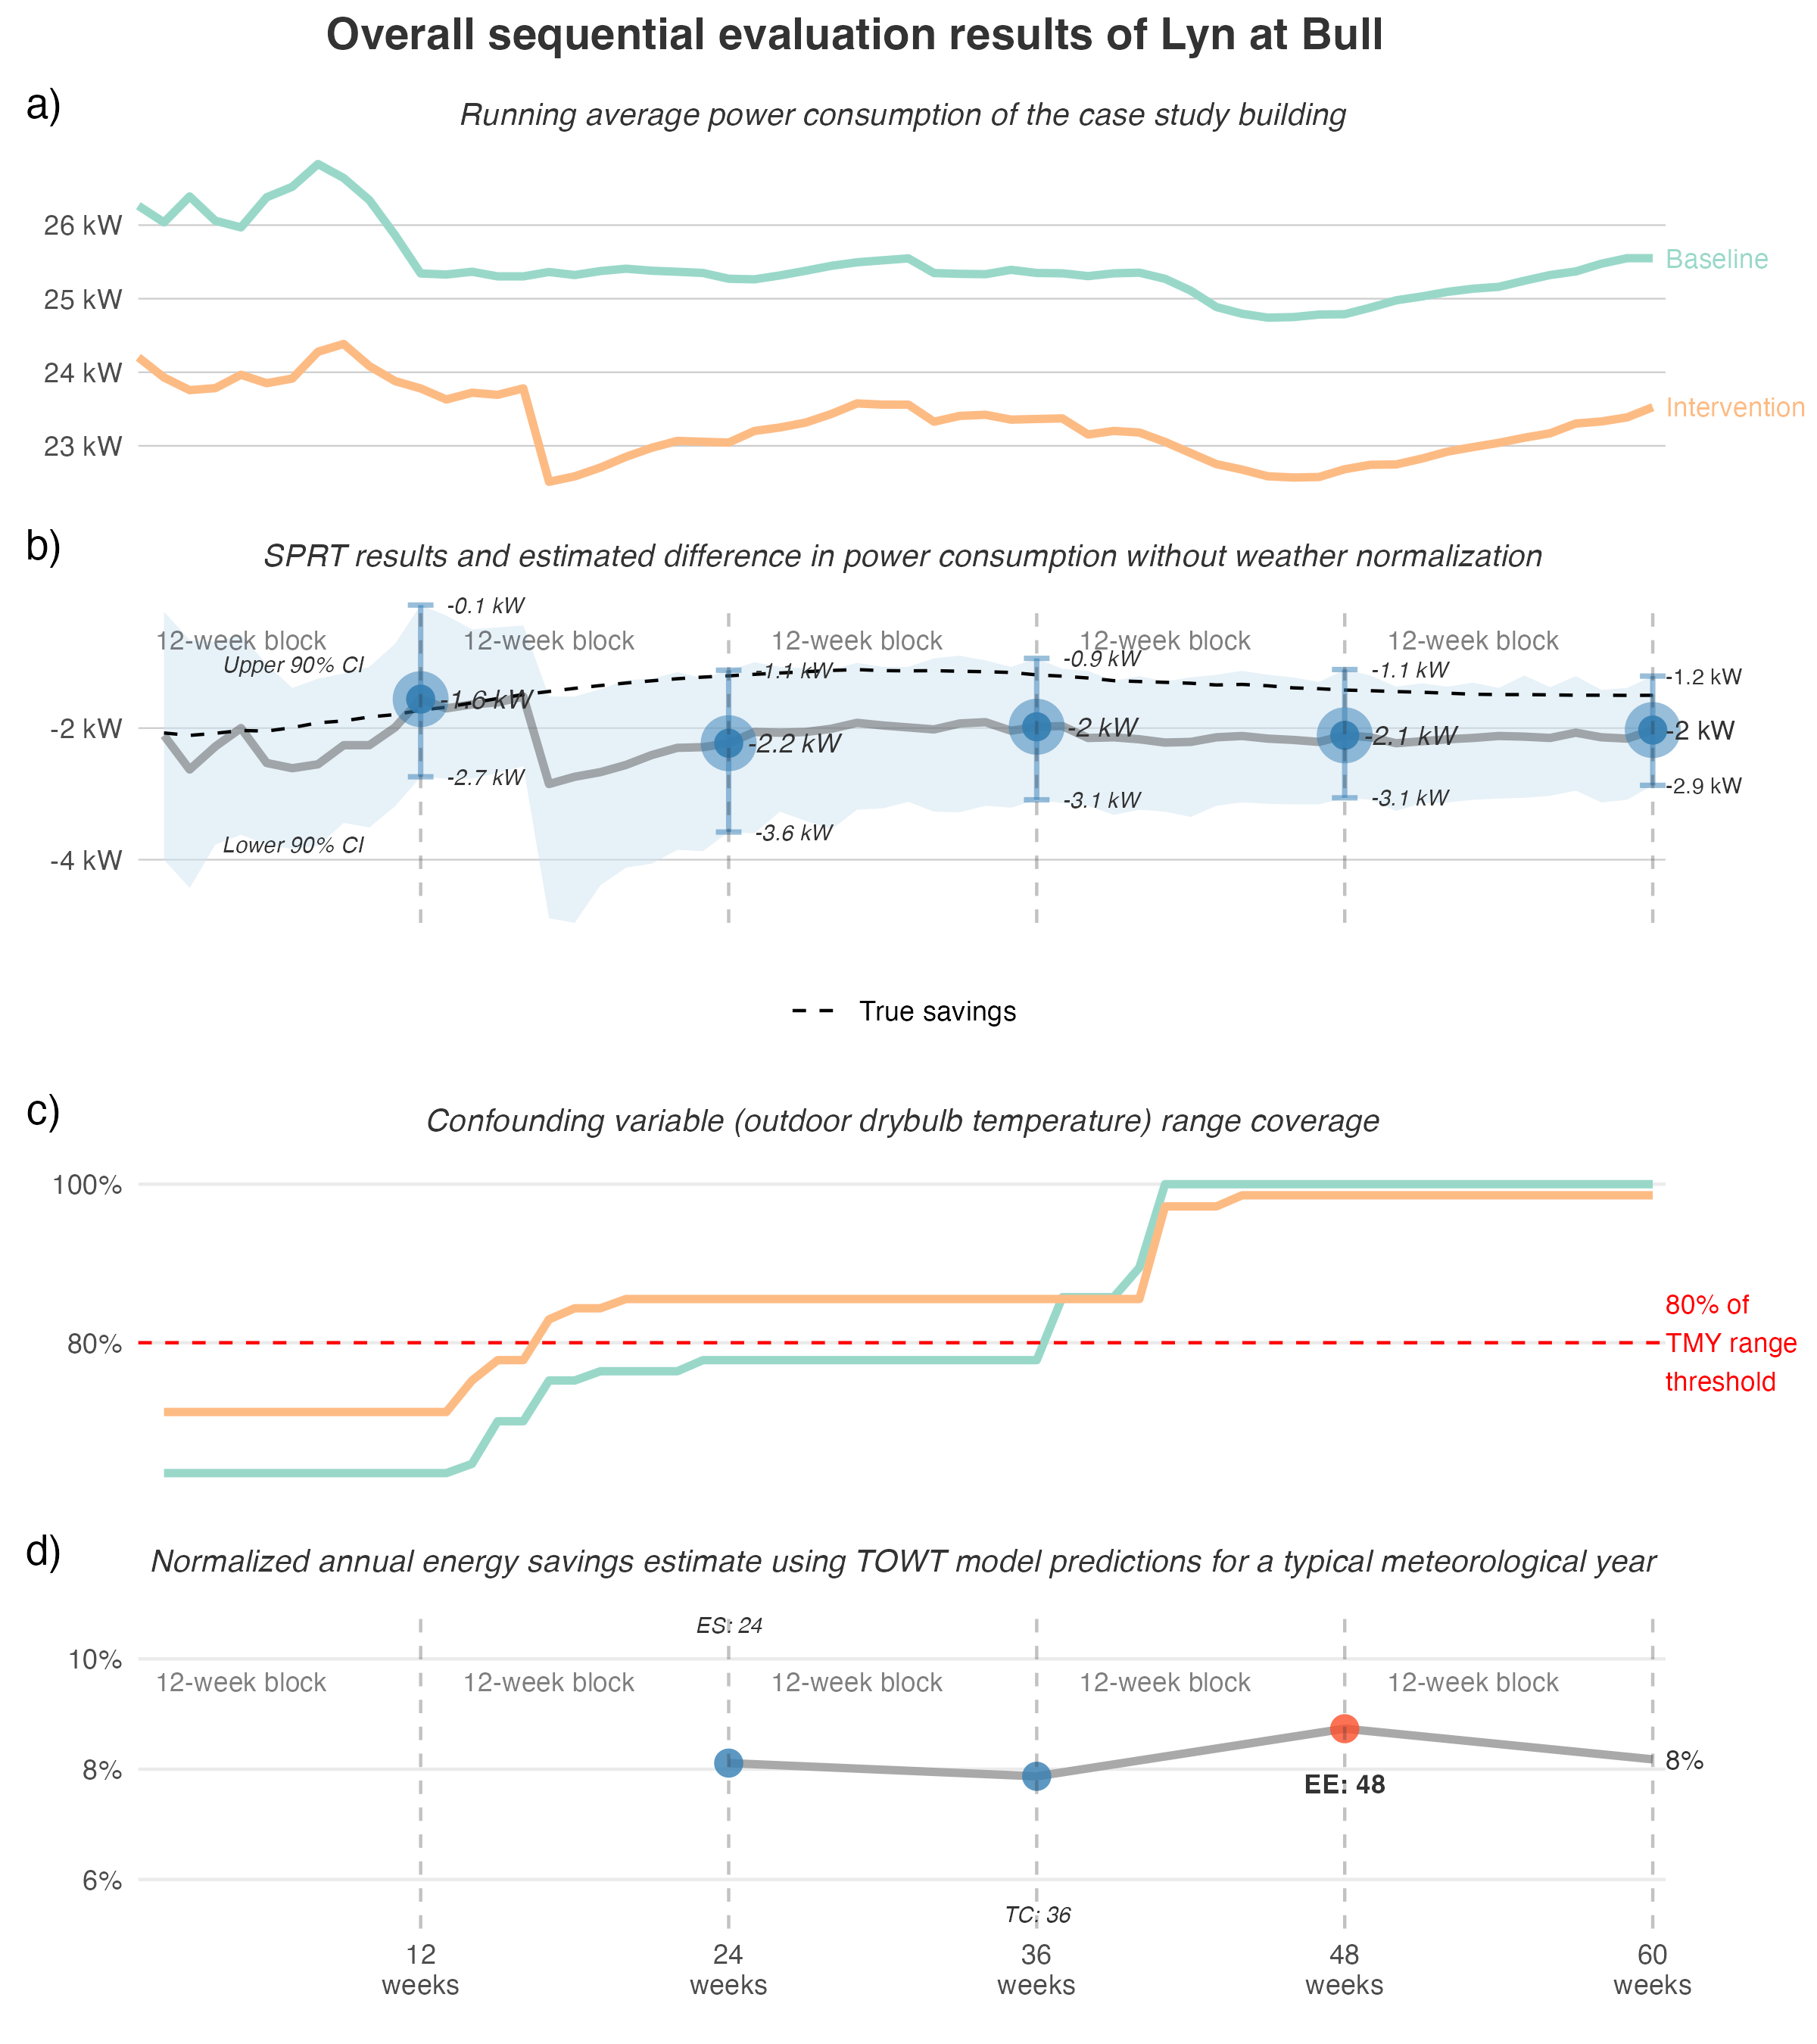 Overall sequential evaluation results of Lyn at Bull
a)
Running average power consumption of the case study building
26 kW
25 kW
24 kW
23 kW
Baseline
Intervention
b)
SPRT results and estimated difference in power consumption without weather normalization
-0.1 kW
12-week block
12-week block
12-week block
12-week block
12-week block
Upper 90% CI
-1.1 kW
-0.9 kW
-1.1 kW
-1.2 kW
-1.6 kW
-2 kW
-2.2 kW
-2 kW
-2.1 kW
-2 kW
-2.7 kW
-3.1 kW
-3.1 kW
-2.9 kW
-3.6 kW
Lower 90% CI
-4 kW
True savings
c)
Confounding variable (outdoor drybulb temperature) range coverage
100%
80%
80% of
TMY range
threshold
d)
Normalized annual energy savings estimate using TOWT model predictions for a typical meteorological year
ES: 24
10%
12-week block
12-week block
12-week block
12-week block
12-week block
8%
EE: 48
8%
6%
TC: 36
12
weeks
24
weeks
36
weeks
48
weeks
60
weeks